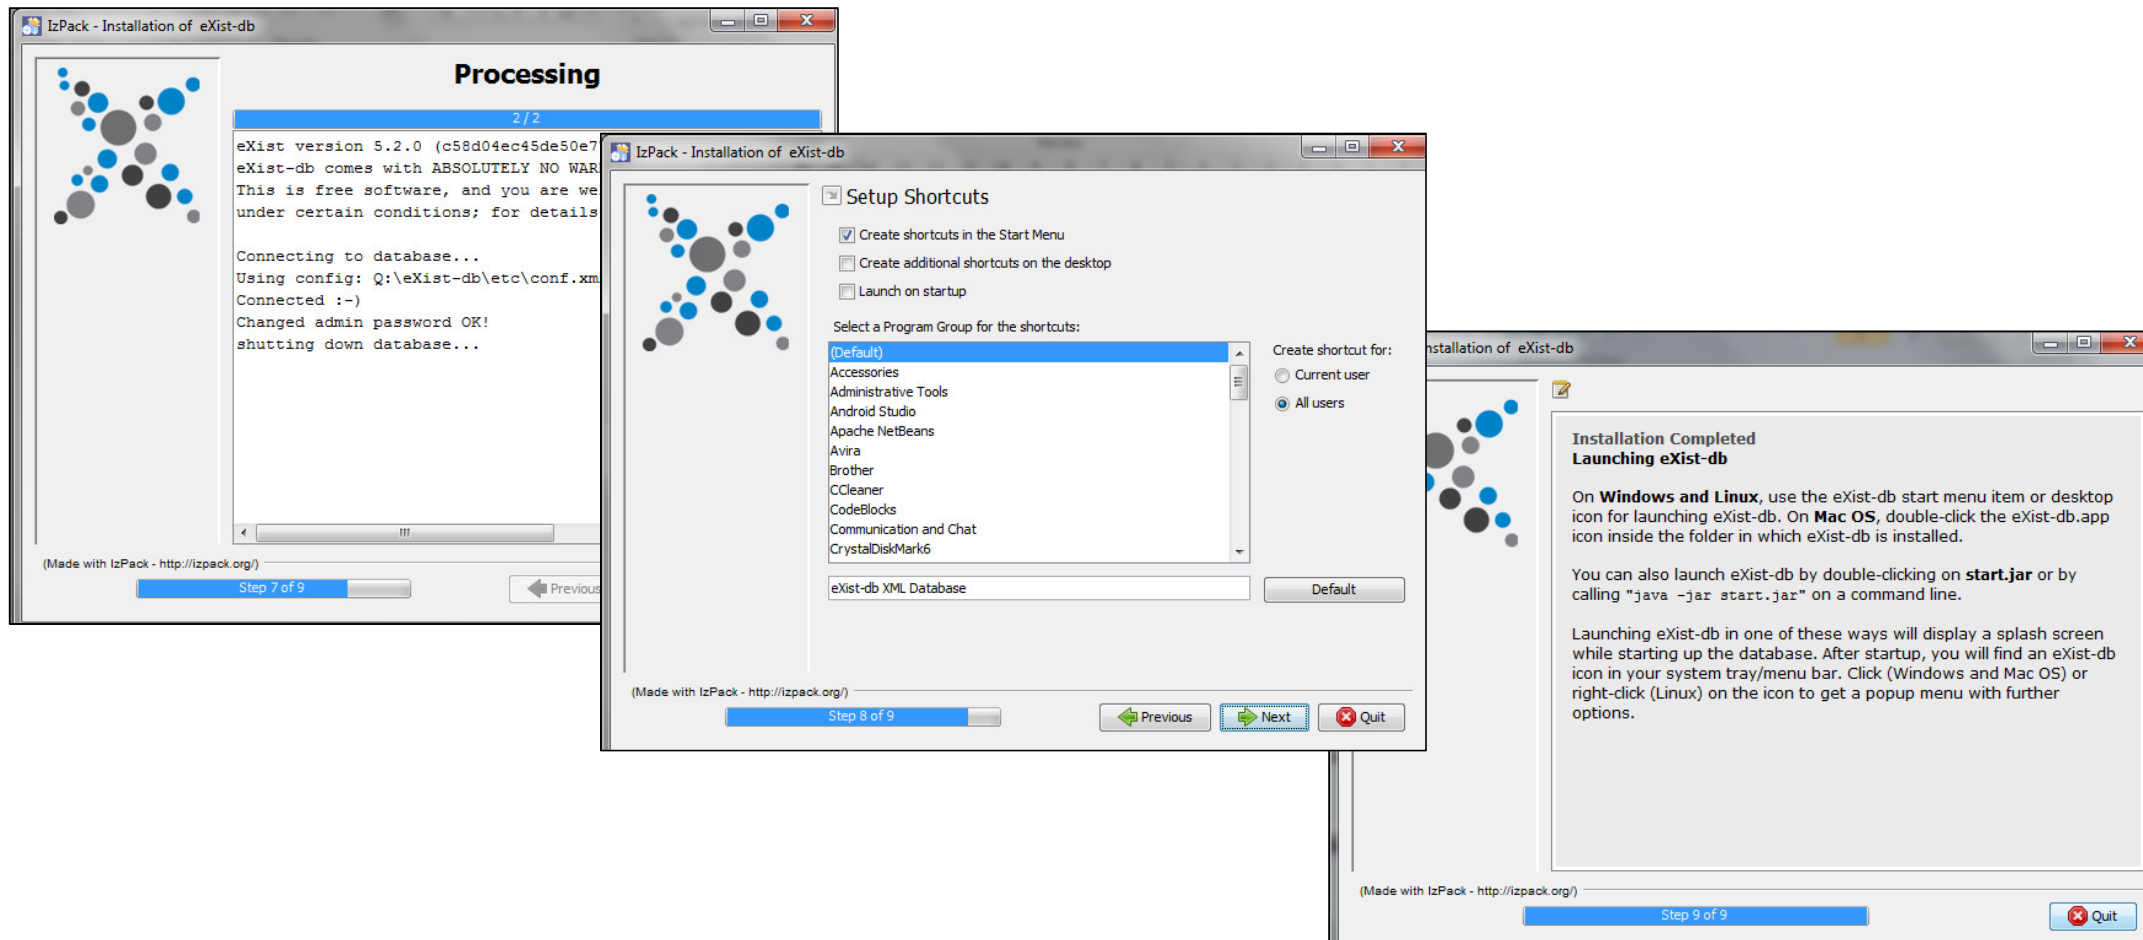 IzPack - Installation of eXist-db
Processing
2 / 2
eXist version 5.2.0 (c58d04ec45de50e7
eXist-db comes with ABSOLUTELY NO WAR
This is free software, and you are we
under certain conditions; for details
Connecting to database...
Using config: Q:\eXist-db\etc\conf.xm
Connected :-)
Changed admin password OK!
shutting down database...
(Made with IzPack - http://izpack.org/)
Step 7 of 9
Previous
IzPack - Installation of eXist-db
Setup Shortcuts
Create shortcuts in the Start Menu
Create additional shortcuts on the desktop
Launch on startup
Select a Program Group for the shortcuts:
(Default)
Accessories
Administrative Tools
Android Studio
Apache NetBeans
Avira
Brother
CCleaner
CodeBlocks
Communication and Chat
CrystalDiskMark6
Create shortcut for:
Current user
All users
eXist-db XML Database
Default
(Made with IzPack - http://izpack.org/)
Step 8 of 9
Previous
Next
Quit
nstallation of eXist-db
Installation Completed
Launching eXist-db
On Windows and Linux, use the eXist-db start menu item or desktop
icon for launching eXist-db. On Mac OS, double-click the eXist-db.app
icon inside the folder in which eXist-db is installed.
You can also launch eXist-db by double-clicking on start.jar or by
calling "java -jar start.jar" on a command line.
Launching eXist-db in one of these ways will display a splash screen
while starting up the database. After startup, you will find an eXist-db
icon in your system tray/menu bar. Click (Windows and Mac OS) or
right-click (Linux) on the icon to get a popup menu with further
options.
(Made with IzPack - http://izpack.org/)
Step 9 of 9
Quit